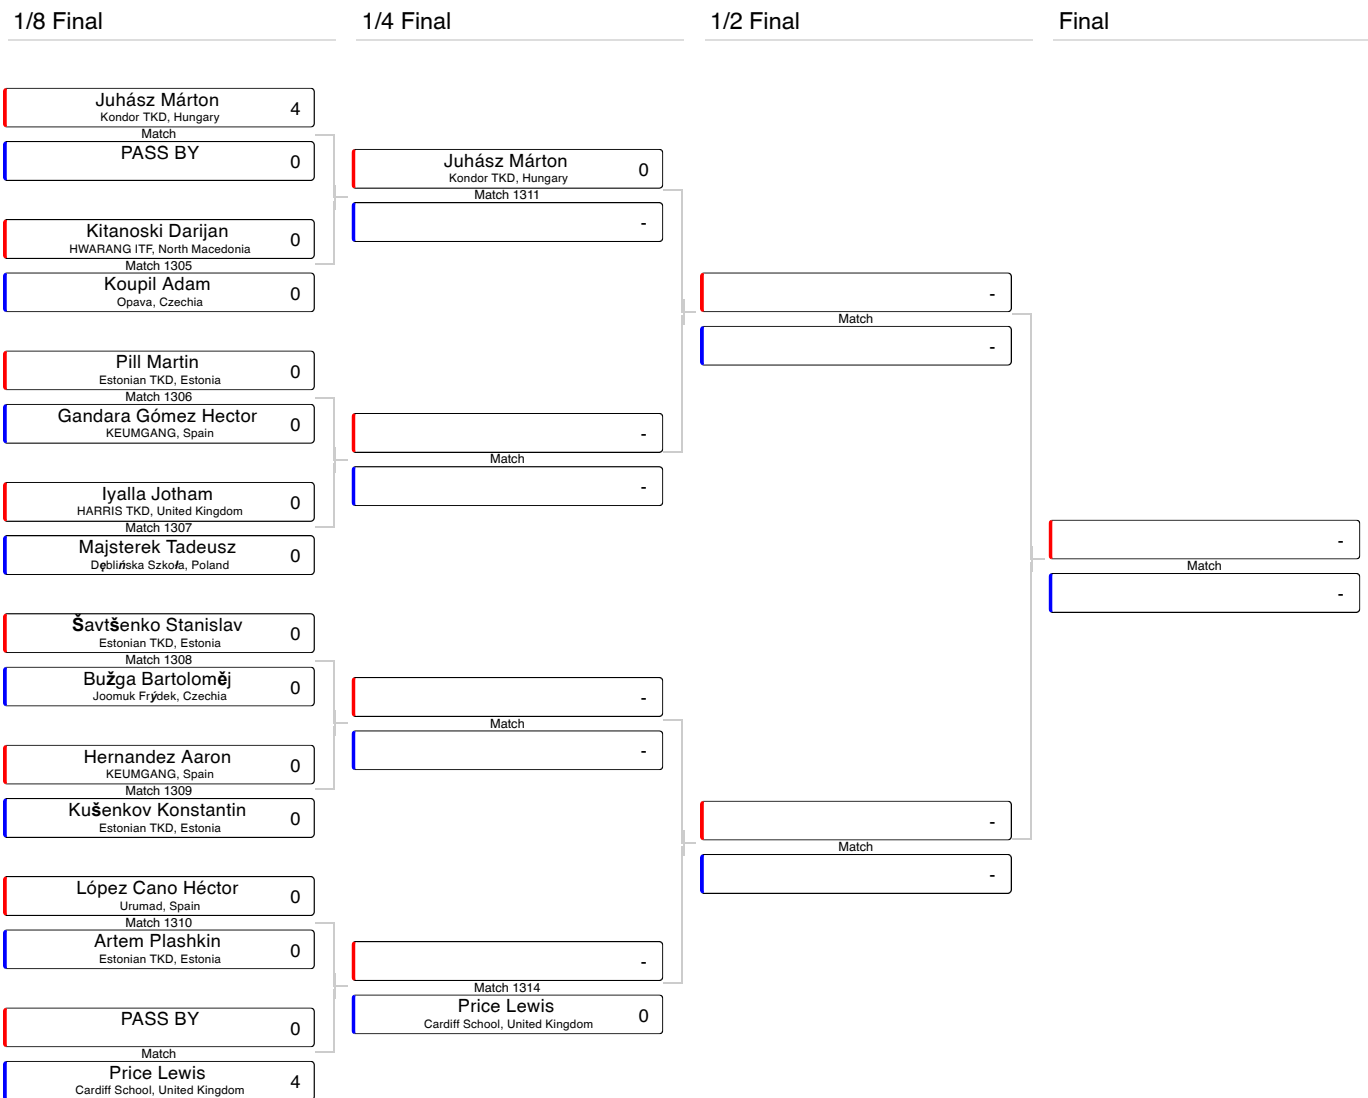 1/8 Final
1/4 Final
1/2 Final
Final
Juhász Márton
4
Kondor TKD, Hungary
Match
PASS BY
0
Kitanoski Darijan
0
HWARANG ITF, North Macedonia
Match 1305
Koupil Adam
0
Opava, Czechia
Pill Martin
0
Estonian TKD, Estonia
Match 1306
Gandara Gómez Hector
0
KEUMGANG, Spain
Iyalla Jotham
0
HARRIS TKD, United Kingdom
Match 1307
Majsterek Tadeusz
0
Dęblińska Szkoła, Poland
Šavtšenko Stanislav
0
Estonian TKD, Estonia
Match 1308
Bužga Bartoloměj
0
Joomuk Frýdek, Czechia
Hernandez Aaron
0
KEUMGANG, Spain
Match 1309
Kušenkov Konstantin
0
Estonian TKD, Estonia
López Cano Héctor
0
Urumad, Spain
Match 1310
Artem Plashkin
0
Estonian TKD, Estonia
PASS BY
0
Match
Price Lewis
4
Cardiff School, United Kingdom
Juhász Márton
0
Kondor TKD, Hungary
Match 1311
-
-
Match
-
-
Match
-
-
Match 1314
Price Lewis
0
Cardiff School, United Kingdom
-
Match
-
-
Match
-
-
Match
-